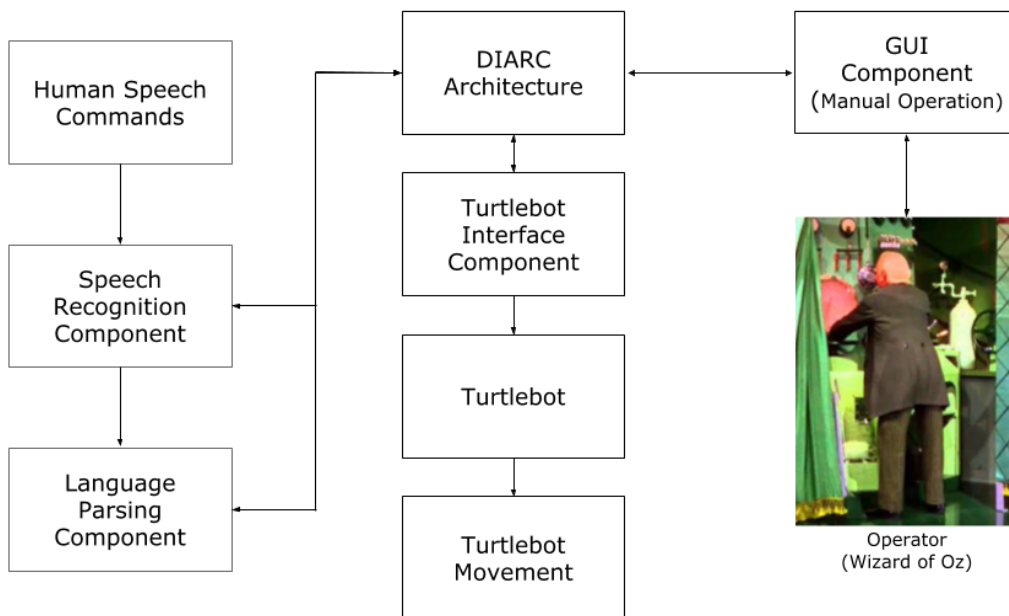 Human Speech
Commands
Speech
Recognition
Component
Language
Parsing
Component
DIARC
Architecture
Turtlebot
Interface
Component
Turtlebot
Turtlebot
Movement
GUI
Component
(Manual Operation)
Operator
(Wizard of Oz)